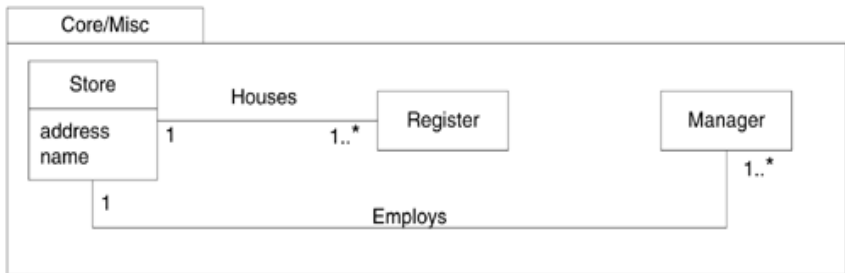 Core/Misc
Store
address
name
Houses
1
1..*
Register
Manager
1..*
1
Employs